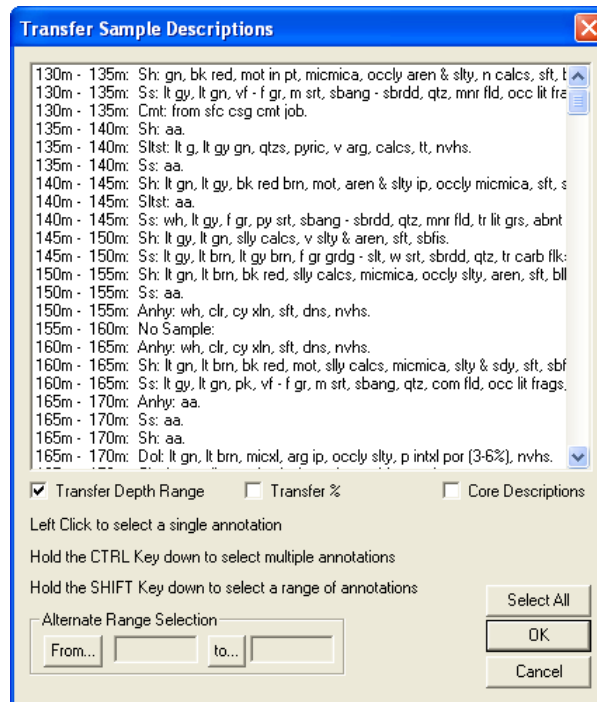 Transfer Sample Descriptions
130m - 135m: Sh: gn, bk red, mot in pt, micmica, occly aren & slty, n calcs, sft,
130m - 135m: Ss: lt gy, lt gn, vf - f gr, m srt, sbang - sbrdd, qtz, mnr fld, occ lit fra
130m - 135m: Cmt: from sfc csg cmt job.
135m - 140m: Sh: aa.
135m - 140m: Sltst: lt g, lt gy gn, qtzs, pyric, v arg, calcs, tt, nvhs.
135m - 140m: Ss: aa.
140m - 145m: Sh: lt gn, lt gy, bk red brn, mot, aren & slty ip, occly micmica, sft, s
140m - 145m: Sltst: aa.
140m - 145m: Ss: wh, lt gy, f gr, py srt, sbang - sbrdd, qtz, mnr fld, tr lit grs, abnt
145m - 150m: Sh: lt gy, lt gn, slly calcs, v slty & aren, sft, sbfis.
145m - 150m: Ss: lt gy, lt brn, lt gy brn, f gr grdg - slt, w srt, sbrdd, qtz, tr carb flk
150m - 155m: Sh: lt gn, lt brn, bk red, slly calcs, micmica, occly slty, aren, sft, bll
150m - 155m: Ss: aa.
150m - 155m: Anhy: wh, clr, cy xln, sft, dns, nvhs.
155m - 160m: No Sample:
160m - 165m: Anhy: wh, clr, cy xln, sft, dns, nvhs.
160m - 165m: Sh: lt gn, lt brn, bk red, mot, slly calcs, micmica, slty & sdy, sft, sbf
160m - 165m: Ss: lt gy, lt gn, pk, vf - f gr, m srt, sbang, qtz, com fld, occ lit frags,
165m - 170m: Anhy: aa.
165m - 170m: Ss: aa.
165m - 170m: Sh: aa.
165m - 170m: Dol: lt gn, lt brn, micxl, arg ip, occly slty, p intxl por (3-6%), nvhs.
Transfer Depth Range Transfer % Core Descriptions
Left Click to select a single annotation
Hold the CTRL Key down to select multiple annotations
Hold the SHIFT Key down to select a range of annotations
Select All
Alternate Range Selection
OK
From... to...
Cancel